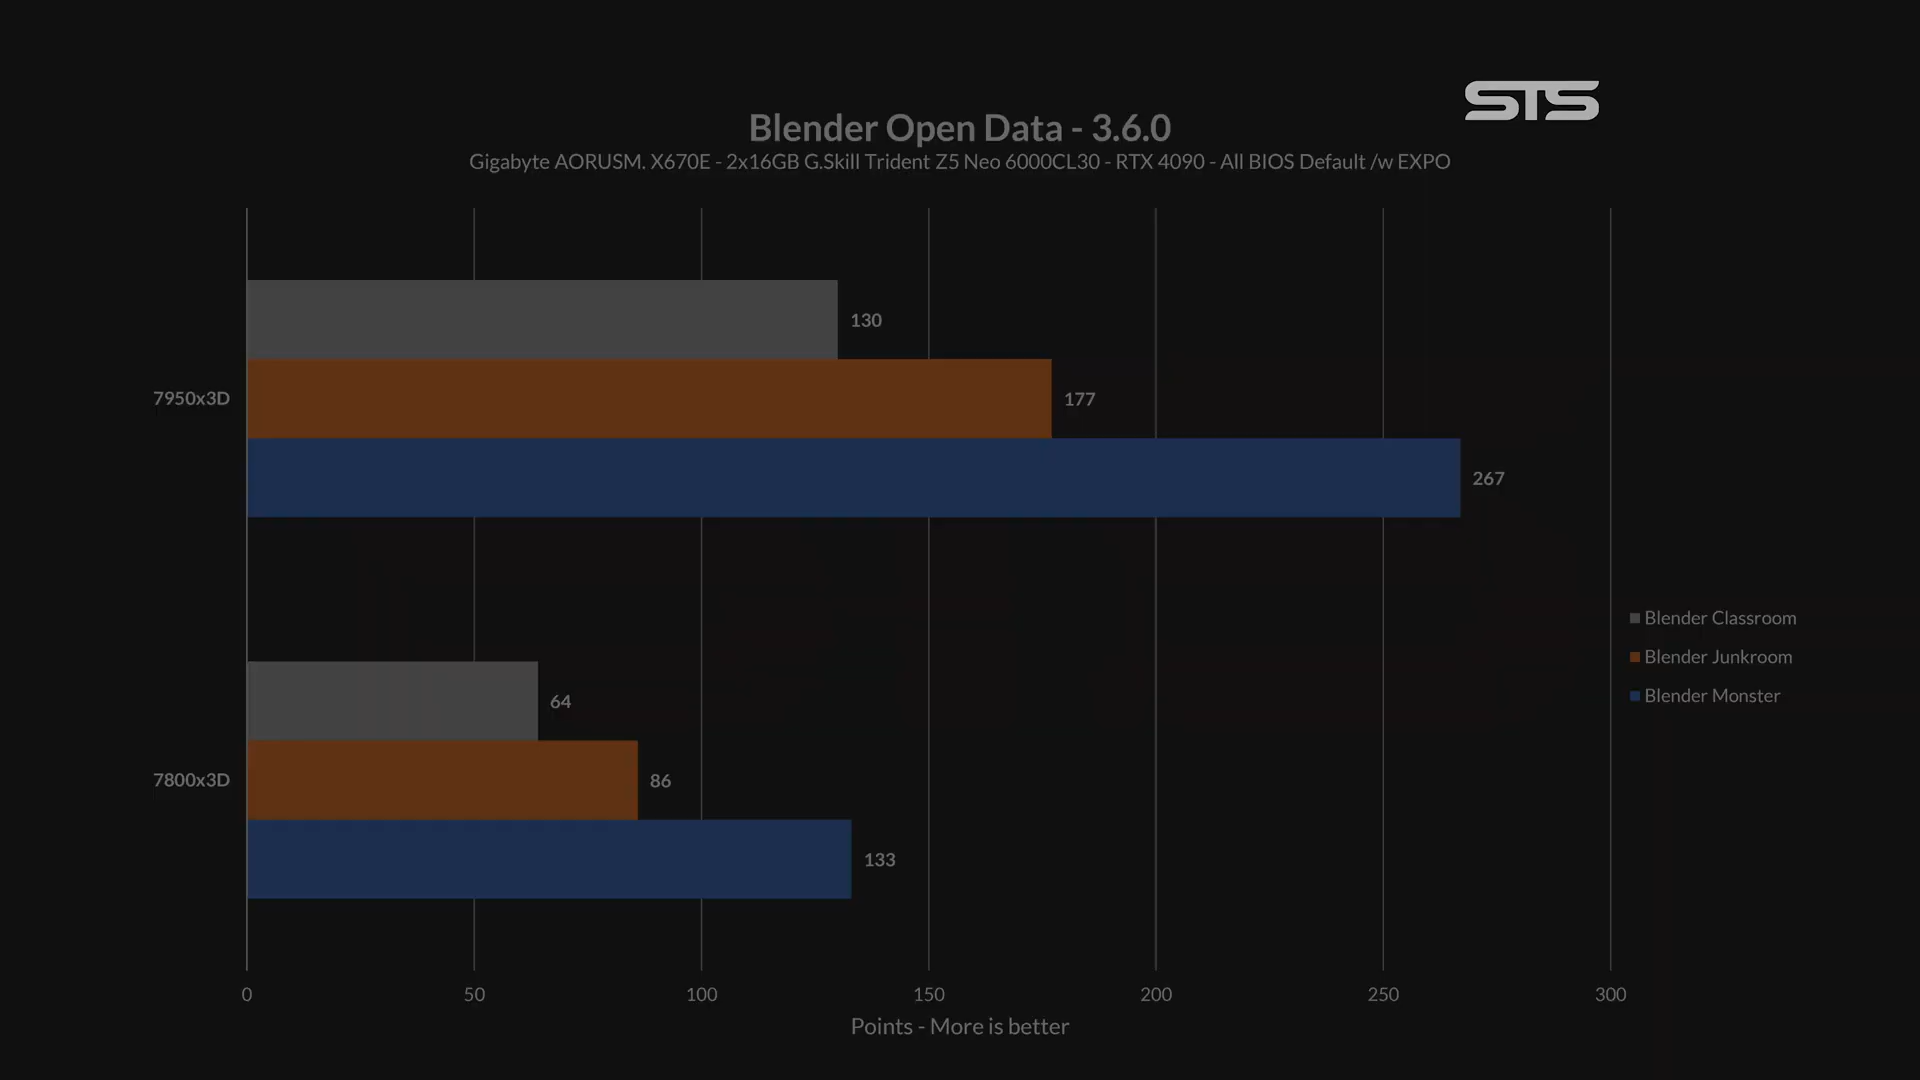 STS
Blender Open Data - 3.6.0
Gigabyte AORUSM. X670E - 2x16GB G.Skill Trident Z5 Neo 6000CL30 - RTX 4090 - All BIOS Default /w EXPO
130
7950x3D
177
267
Blender Classroom
Blender Junkroom
Blender Monster
64
7800x3D
86
133
0
50
100
150
200
250
300
Points - More is better